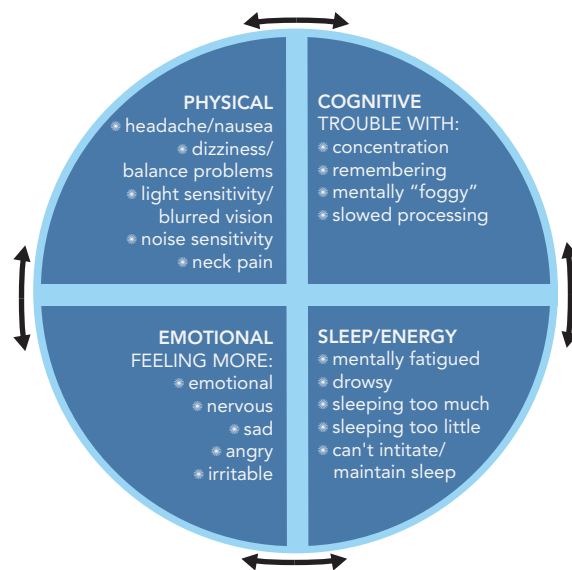 PHYSICAL
✺ headache/nausea
✺ dizziness/
balance problems
✺ light sensitivity/
blurred vision
✺ noise sensitivity
✺ neck pain
COGNITIVE
TROUBLE WITH:
✺ concentration
✺ remembering
✺ mentally “foggy”
✺ slowed processing
EMOTIONAL
FEELING MORE:
✺ emotional
✺ nervous
✺ sad
✺ angry
✺ irritable
SLEEP/ENERGY
✺ mentally fatigued
✺ drowsy
✺ sleeping too much
✺ sleeping too little
✺ can't intitate/
maintain sleep